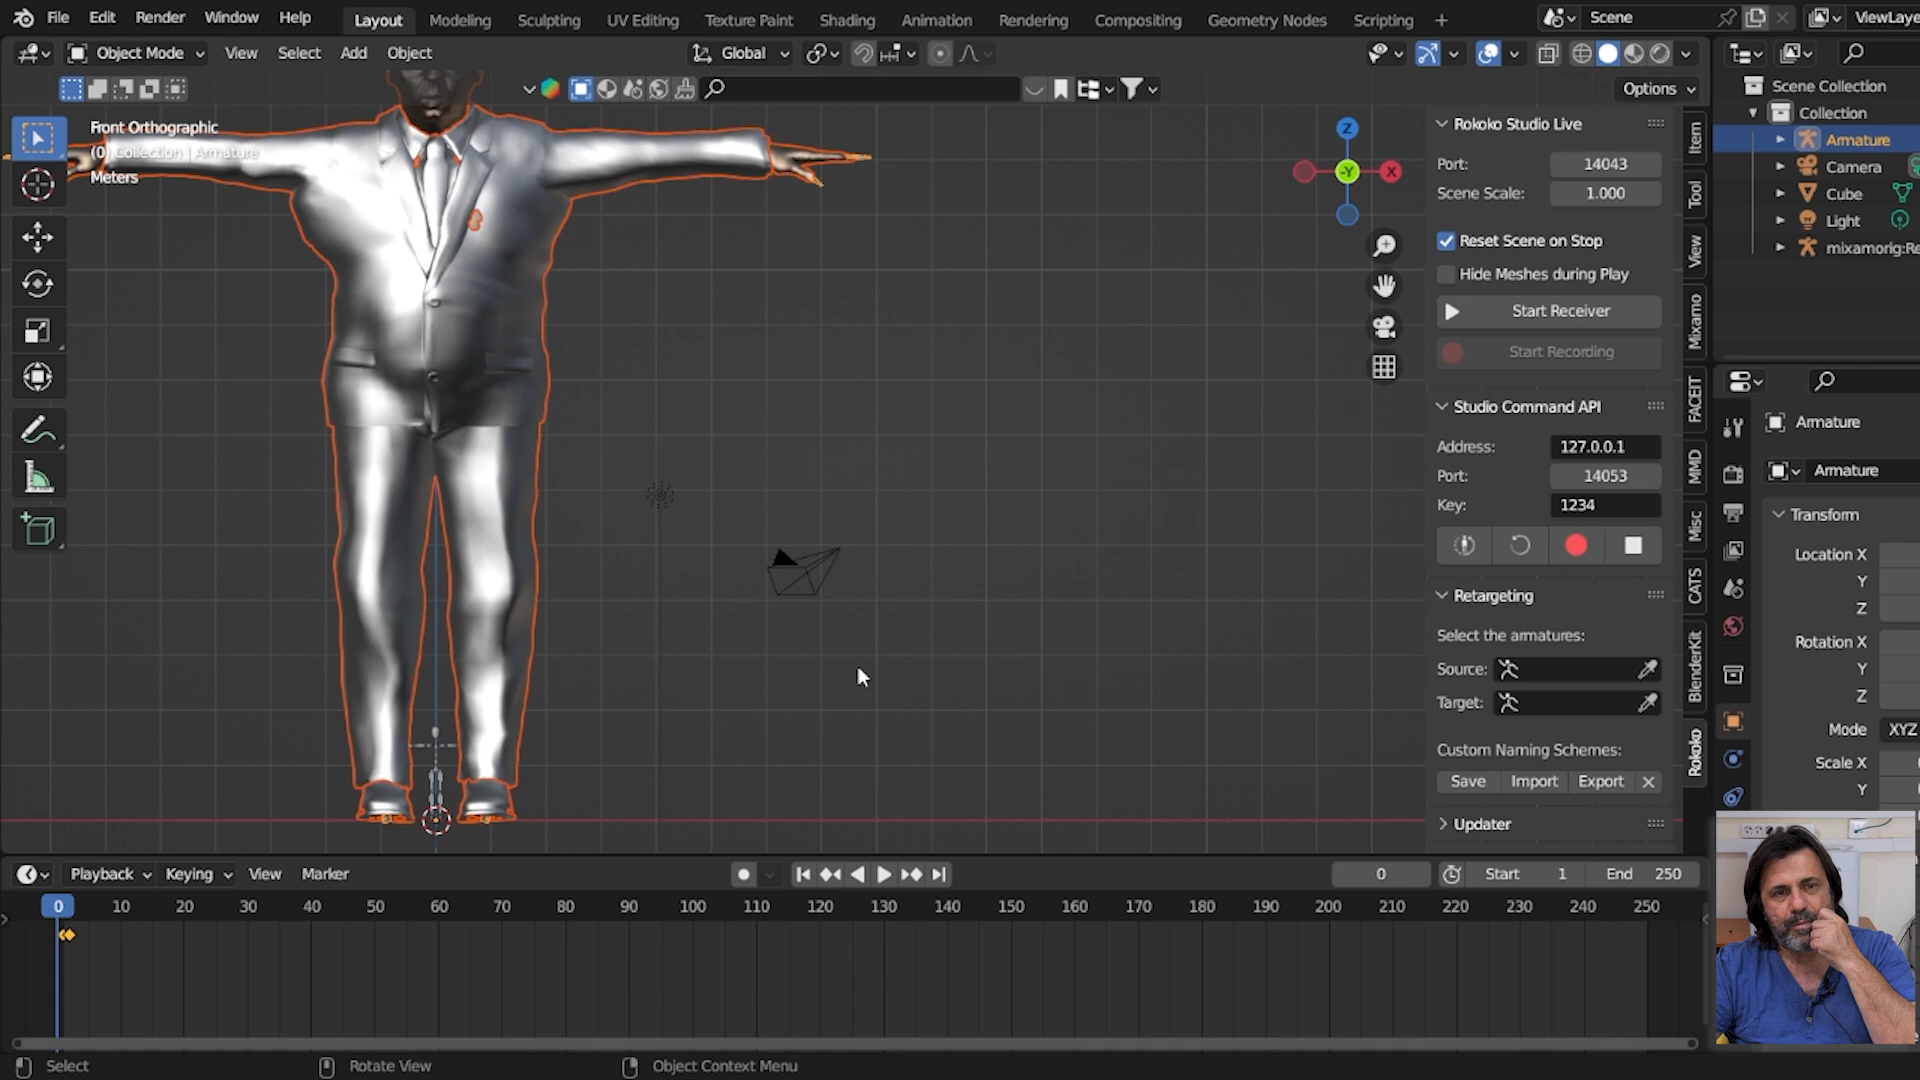 File Edit Render Window Help Layout Modeling Sculpting UV Editing Texture Paint Shading Animation Rendering Compositing Geometry Nodes Scripting + Scene ViewLaye
Object Mode View Select Add Object Global
Options
Front Orthographic
(0) Collection | Armature
Meters
Z
-Y
X
Rokoko Studio Live
Port: 14043
Scene Scale: 1.000
Reset Scene on Stop
Hide Meshes during Play
Start Receiver
Start Recording
Studio Command API
Address: 127.0.0.1
Port: 14053
Key: 1234
Retargeting
Select the armatures:
Source:
Target:
Custom Naming Schemes:
Save Import Export
Updater
Item
Tool
View
Mixamo
FACEIT
MMD
Misc
CATS
BlenderKit
Rokoko
Scene Collection
Collection
Armature
Camera
Cube
Light
mixamorig:Re
Armature
Armature
Transform
Location X
Y
Z
Rotation X
Y
Z
Mode XYZ
Scale X
Y
Playback Keying View Marker 0 Start 1 End 250
0 10 20 30 40 50 60 70 80 90 100 110 120 130 140 150 160 170 180 190 200 210 220 230 240 250
Select Rotate View Object Context Menu